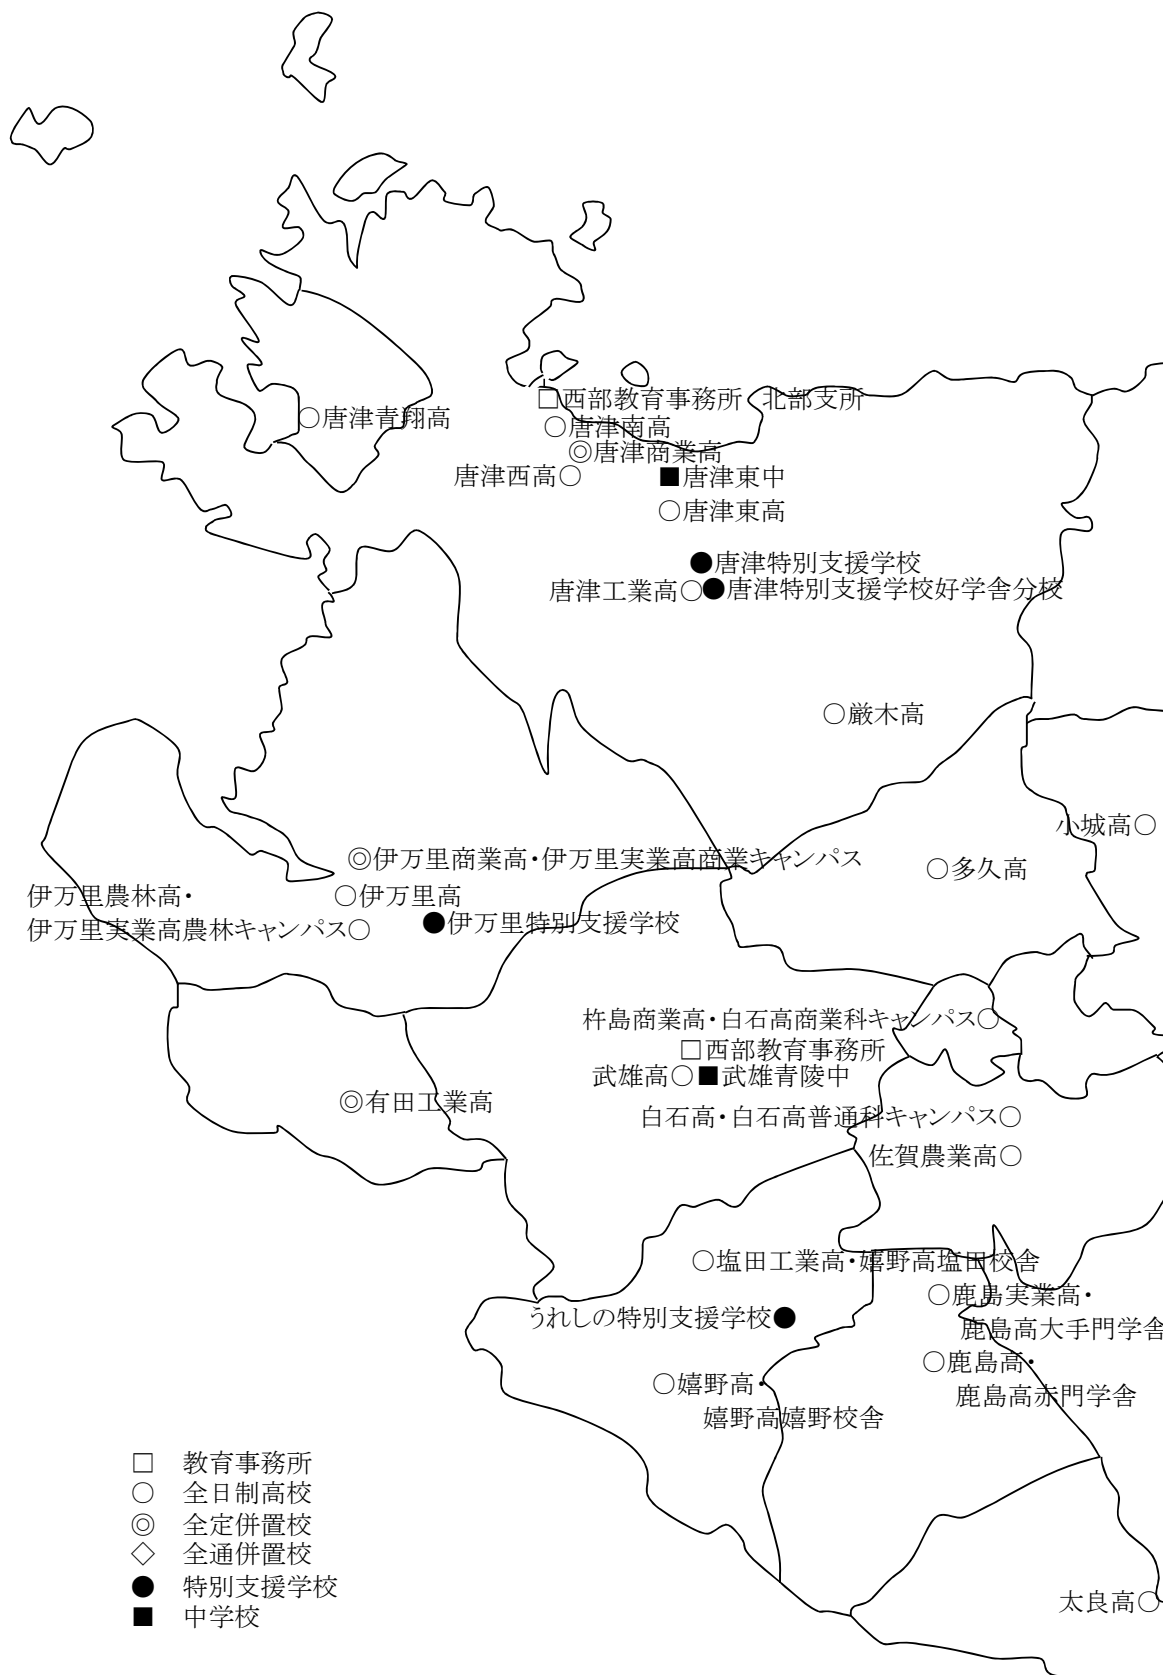 □西部教育事務所 北部支所
○唐津青翔高
○唐津南高
◎唐津商業高
唐津西高○
■唐津東中
○唐津東高
●唐津特別支援学校
唐津工業高○
●唐津特別支援学校好学舎分校
○厳木高
小城高○
◎伊万里商業高・伊万里実業高商業キャンパス
○多久高
伊万里農林高・
伊万里実業高農林キャンパス○
○伊万里高
●伊万里特別支援学校
杵島商業高・白石高商業科キャンパス○
□西部教育事務所
武雄高○
■武雄青陵中
◎有田工業高
白石高・白石高普通科キャンパス○
佐賀農業高○
○塩田工業高・嬉野高塩田校舎
○鹿島実業高・
鹿島高大手門学舎
うれしの特別支援学校●
○鹿島高・
鹿島高赤門学舎
○嬉野高・
嬉野高嬉野校舎
□ 教育事務所
○ 全日制高校
◎ 全定併置校
◇ 全通併置校
● 特別支援学校
■ 中学校
太良高○